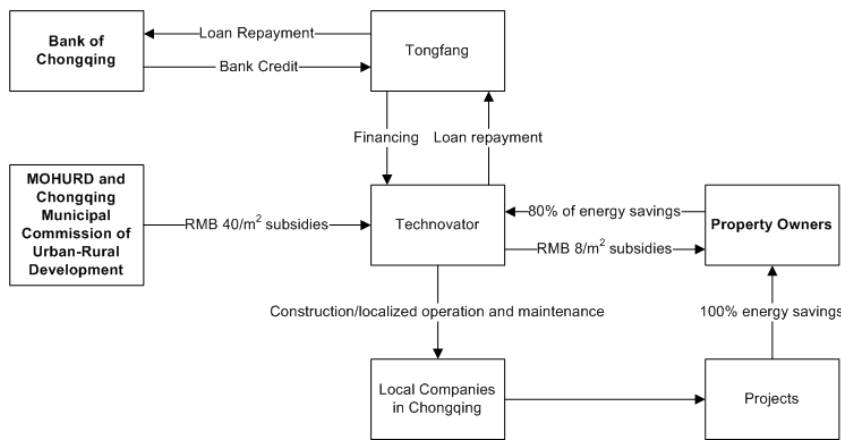 Bank of
Chongqing
Loan Repayment
Bank Credit
Tongfang
Financing
Loan repayment
MOHURD and
Chongqing
Municipal
Commission of
Urban-Rural
Development
RMB 40/m² subsidies
Technovator
80% of energy savings
RMB 8/m² subsidies
Property Owners
Construction/localized operation and maintenance
100% energy savings
Local Companies
in Chongqing
Projects